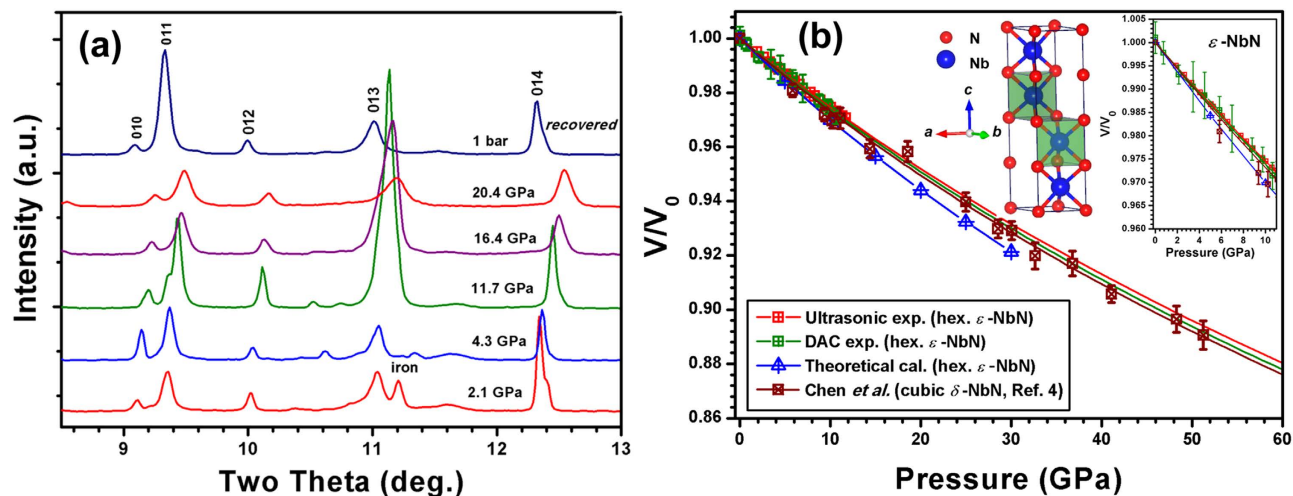 (a)
Intensity (a.u.)
010
011
012
013
014
recovered
1 bar
20.4 GPa
16.4 GPa
11.7 GPa
4.3 GPa
iron
2.1 GPa
9 10 11 12 13
Two Theta (deg.)
(b)
V/V0
1.00
0.98
0.96
0.94
0.92
0.90
0.88
0.86
N
Nb
c
a
b
1.005
1.000
0.995
0.990
0.985
0.980
0.975
0.970
0.965
0.960
ε-NbN
V/V0
0 2 4 6 8 10
Pressure (GPa)
Ultrasonic exp. (hex. ε-NbN)
DAC exp. (hex. ε-NbN)
Theoretical cal. (hex. ε-NbN)
Chen et al. (cubic δ-NbN, Ref. 4)
0 10 20 30 40 50 60
Pressure (GPa)